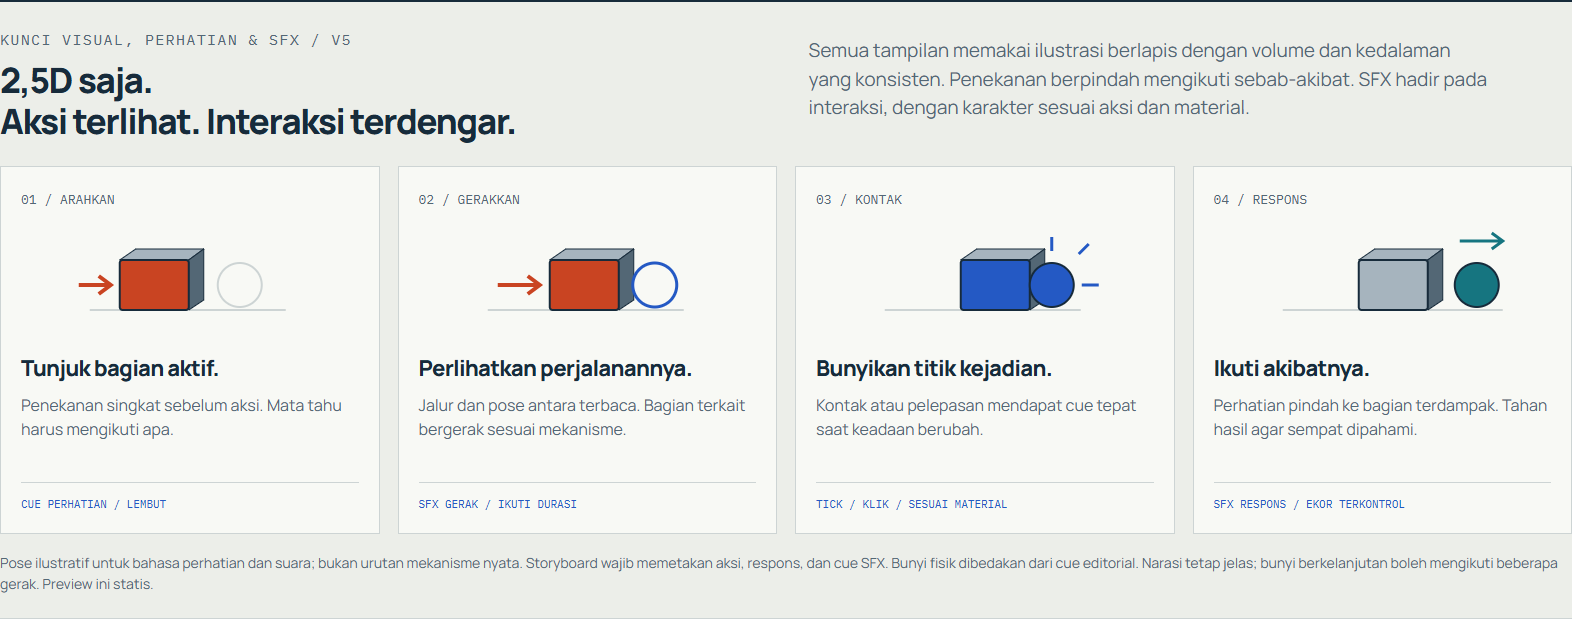 KUNCI VISUAL, PERHATIAN & SFX / V5
2,5D saja.
Aksi terlihat. Interaksi terdengar.
Semua tampilan memakai ilustrasi berlapis dengan volume dan kedalaman
yang konsisten. Penekanan berpindah mengikuti sebab-akibat. SFX hadir pada
interaksi, dengan karakter sesuai aksi dan material.
01 / ARAHKAN
Tunjuk bagian aktif.
Penekanan singkat sebelum aksi. Mata tahu
harus mengikuti apa.
CUE PERHATIAN / LEMBUT
02 / GERAKKAN
Perlihatkan perjalanannya.
Jalur dan pose antara terbaca. Bagian terkait
bergerak sesuai mekanisme.
SFX GERAK / IKUTI DURASI
03 / KONTAK
Bunyikan titik kejadian.
Kontak atau pelepasan mendapat cue tepat
saat keadaan berubah.
TICK / KLIK / SESUAI MATERIAL
04 / RESPONS
Ikuti akibatnya.
Perhatian pindah ke bagian terdampak. Tahan
hasil agar sempat dipahami.
SFX RESPONS / EKOR TERKONTROL
Pose ilustratif untuk bahasa perhatian dan suara; bukan urutan mekanisme nyata. Storyboard wajib memetakan aksi, respons, dan cue SFX. Bunyi fisik dibedakan dari cue editorial. Narasi tetap jelas; bunyi berkelanjutan boleh mengikuti beberapa
gerak. Preview ini statis.